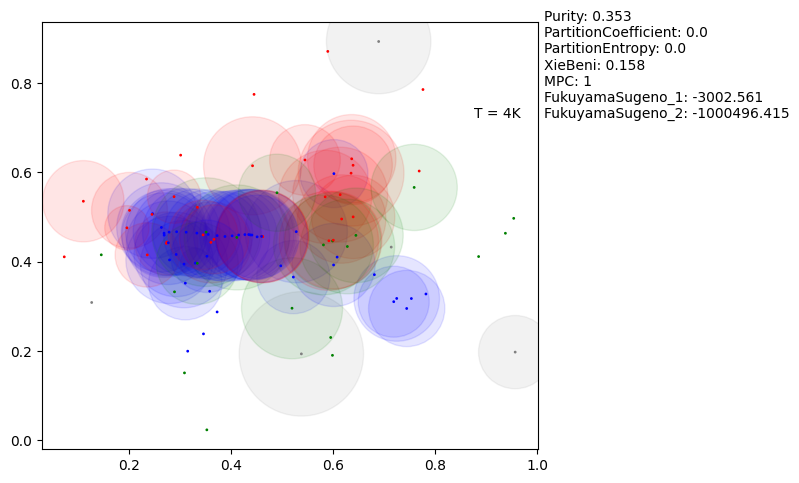 Purity: 0.353
PartitionCoefficient: 0.0
PartitionEntropy: 0.0
XieBeni: 0.158
MPC: 1
FukuyamaSugeno_1: -3002.561
FukuyamaSugeno_2: -1000496.415
T = 4K
0.8
0.6
0.4
0.2
0.0
0.2 0.4 0.6 0.8 1.0